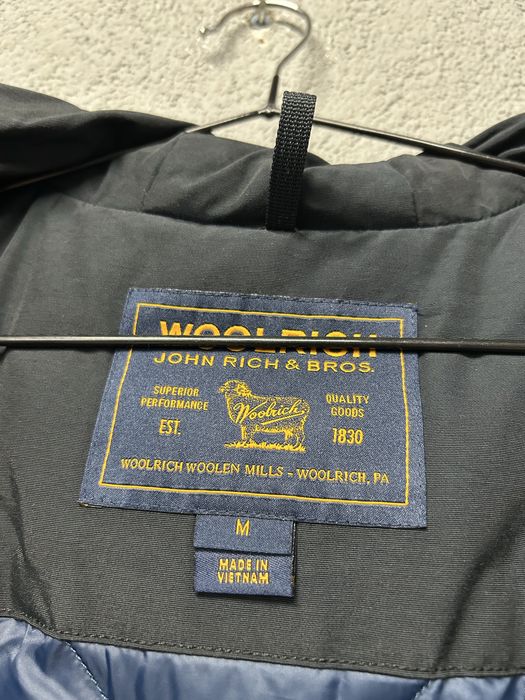 WOOLRICH
JOHN RICH & BROS.
SUPERIOR
PERFORMANCE
EST.
Woolrich
QUALITY
GOODS
1830
WOOLRICH WOOLEN MILLS - WOOLRICH, PA
M
MADE IN
VIETNAM